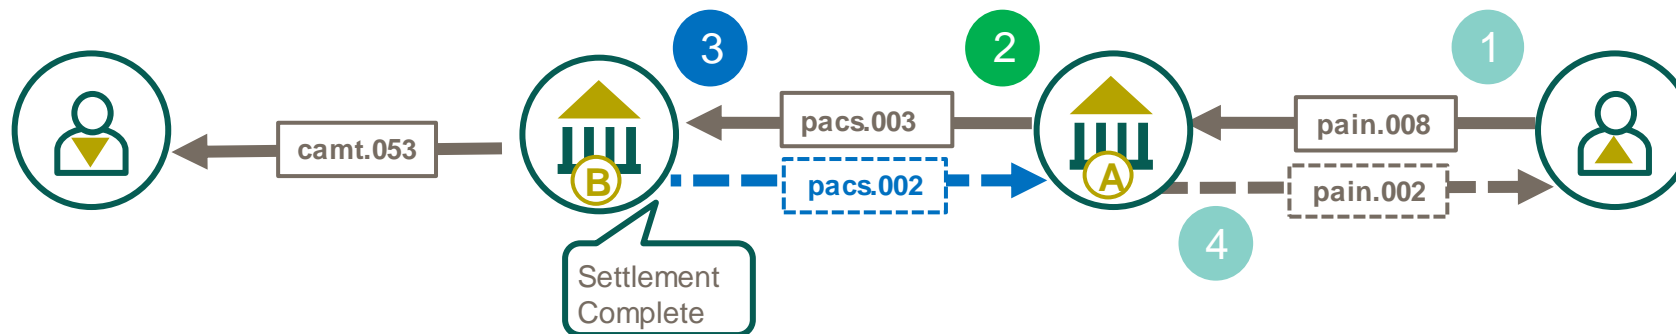 3
2
1
pacs.003
pain.008
camt.053
B
pacs.002
A
pain.002
4
Settlement
Complete